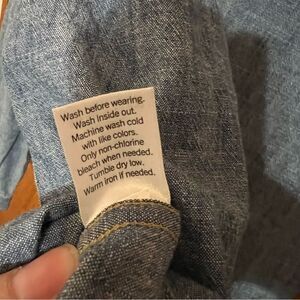 Wash before wearing.
Wash inside out.
Machine wash cold
with like colors.
Only non-chlorine
bleach when needed.
Tumble dry low.
Warm iron if needed.